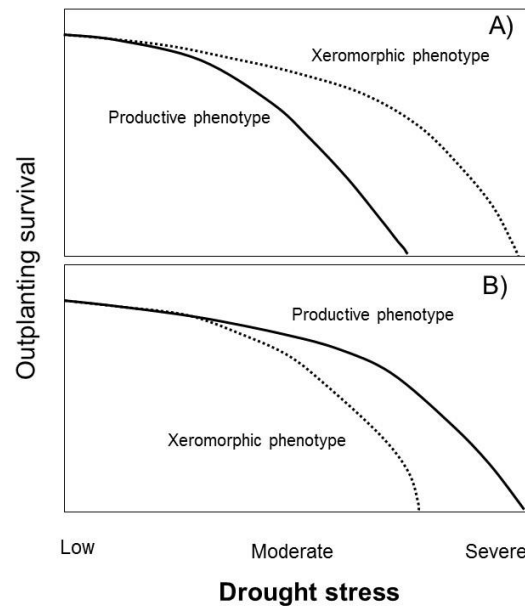 A)
Xeromorphic phenotype
Productive phenotype
Outplanting survival
B)
Productive phenotype
Xeromorphic phenotype
Low Moderate Severe
Drought stress